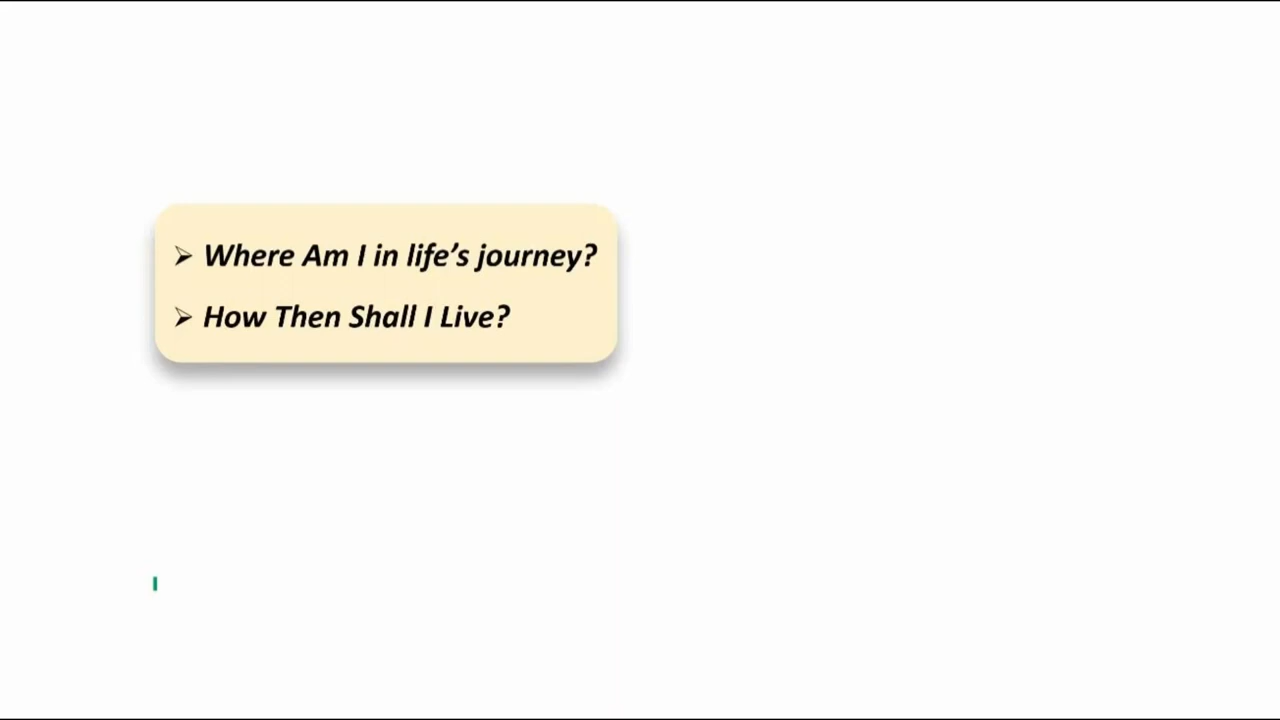 ➢ Where Am I in life’s journey?
➢ How Then Shall I Live?